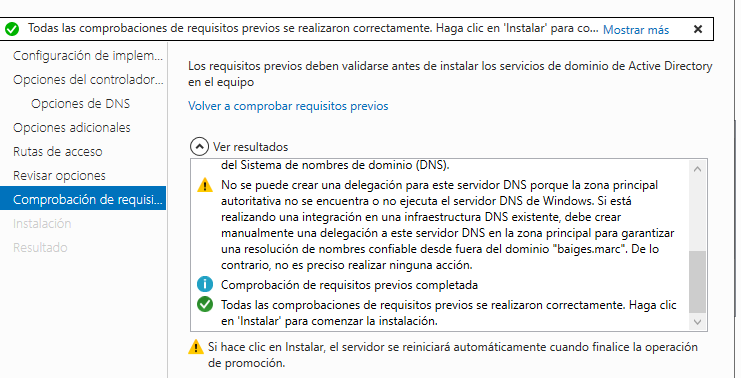 Todas las comprobaciones de requisitos previos se realizaron correctamente. Haga clic en 'Instalar' para co... Mostrar más
Configuración de implem...
Opciones del controlador...
Opciones de DNS
Opciones adicionales
Rutas de acceso
Revisar opciones
Comprobación de requisi...
Instalación
Resultado
Los requisitos previos deben validarse antes de instalar los servicios de dominio de Active Directory
en el equipo
Volver a comprobar requisitos previos
Ver resultados
del Sistema de nombres de dominio (DNS).
No se puede crear una delegación para este servidor DNS porque la zona principal
autoritativa no se encuentra o no ejecuta el servidor DNS de Windows. Si está
realizando una integración en una infraestructura DNS existente, debe crear
manualmente una delegación a este servidor DNS en la zona principal para garantizar
una resolución de nombres confiable desde fuera del dominio "baiges.marc". De lo
contrario, no es preciso realizar ninguna acción.
Comprobación de requisitos previos completada
Todas las comprobaciones de requisitos previos se realizaron correctamente. Haga clic
en 'Instalar' para comenzar la instalación.
Si hace clic en Instalar, el servidor se reiniciará automáticamente cuando finalice la operación
de promoción.